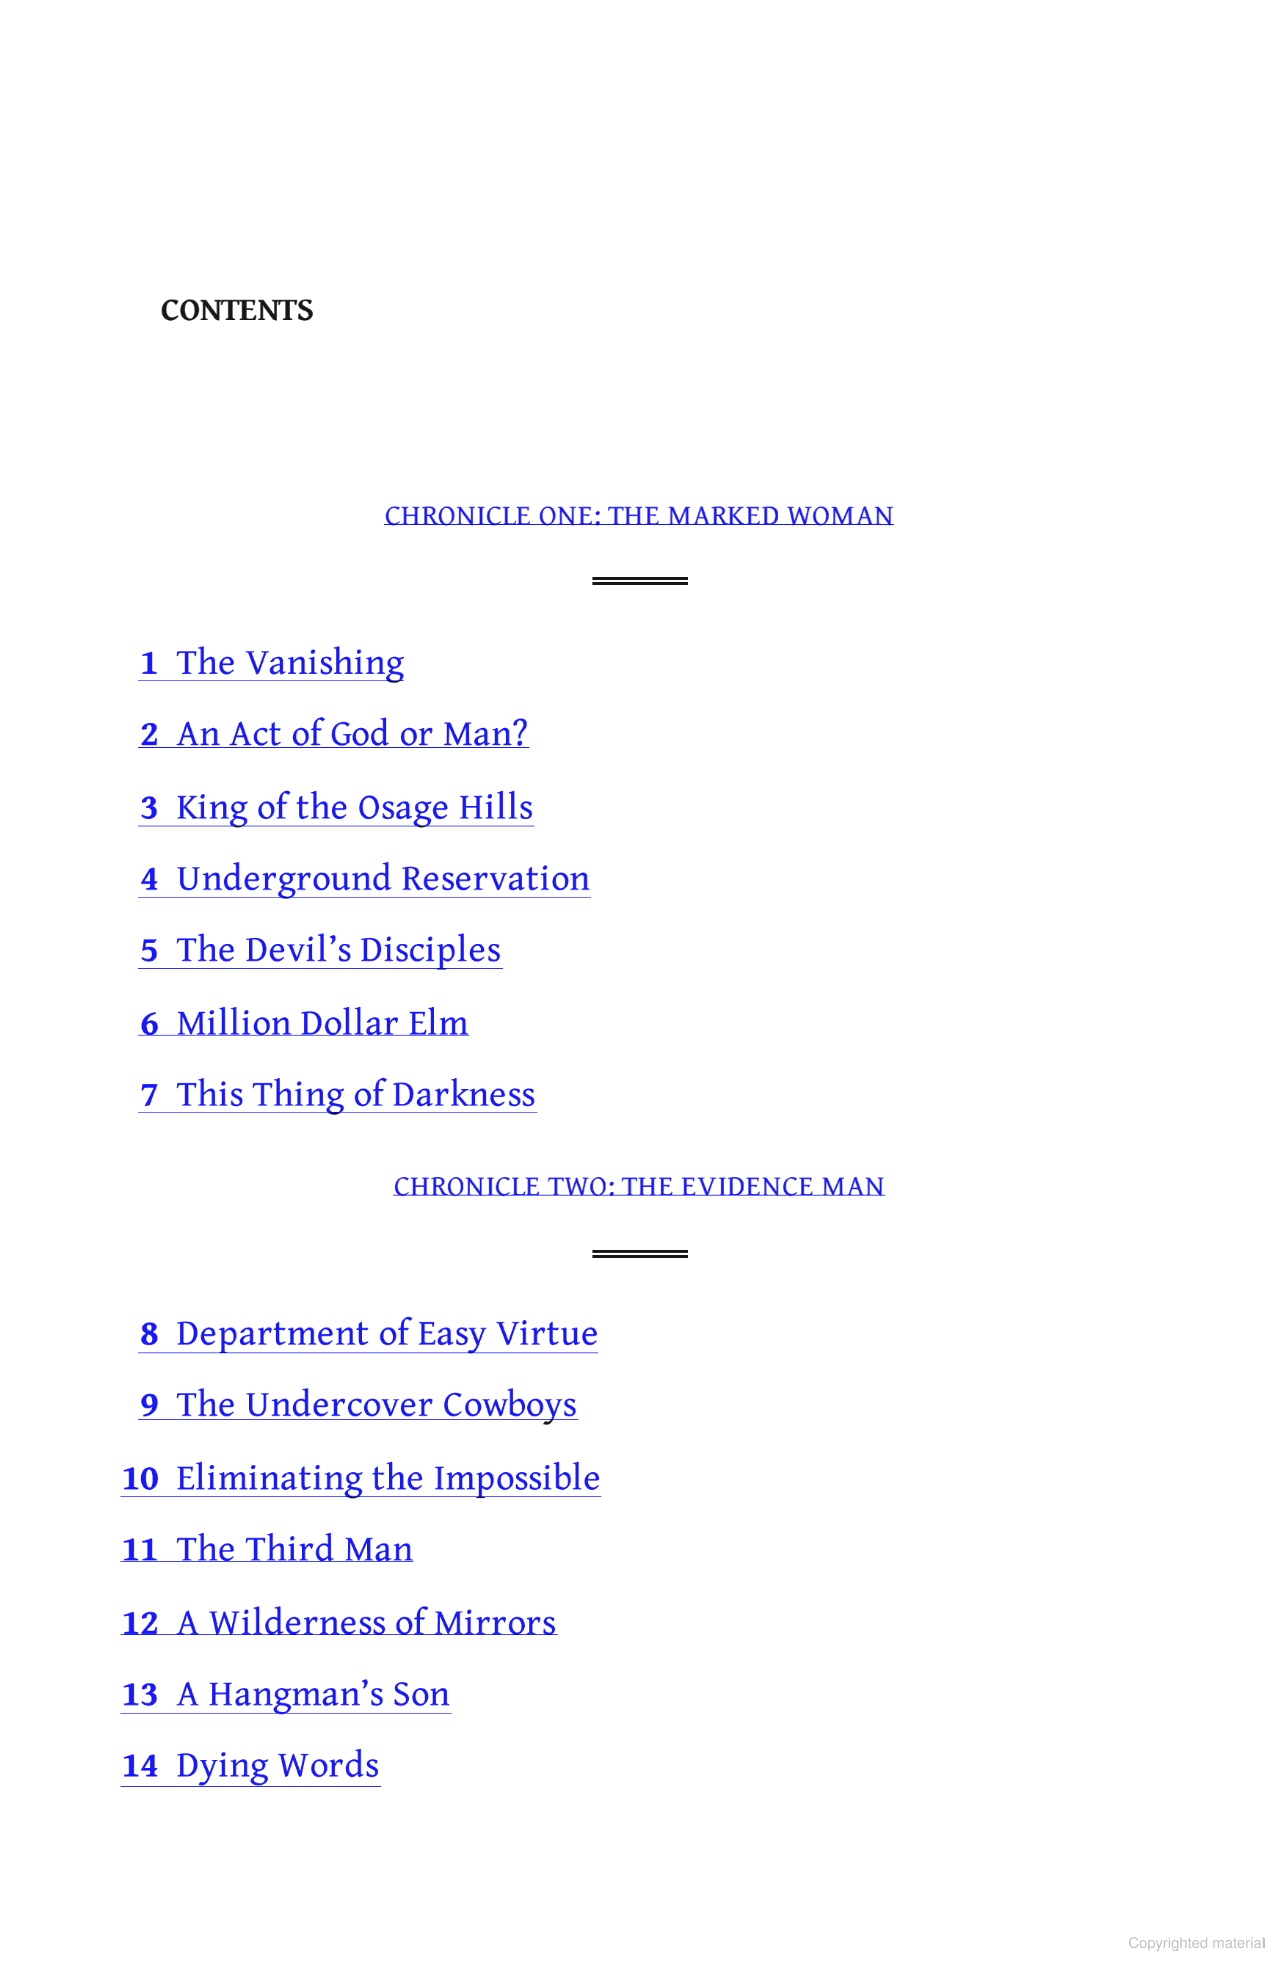 CONTENTS
CHRONICLE ONE: THE MARKED WOMAN
1 The Vanishing
2 An Act of God or Man?
3 King of the Osage Hills
4 Underground Reservation
5 The Devil’s Disciples
6 Million Dollar Elm
7 This Thing of Darkness
CHRONICLE TWO: THE EVIDENCE MAN
8 Department of Easy Virtue
9 The Undercover Cowboys
10 Eliminating the Impossible
11 The Third Man
12 A Wilderness of Mirrors
13 A Hangman’s Son
14 Dying Words
Copyrighted material